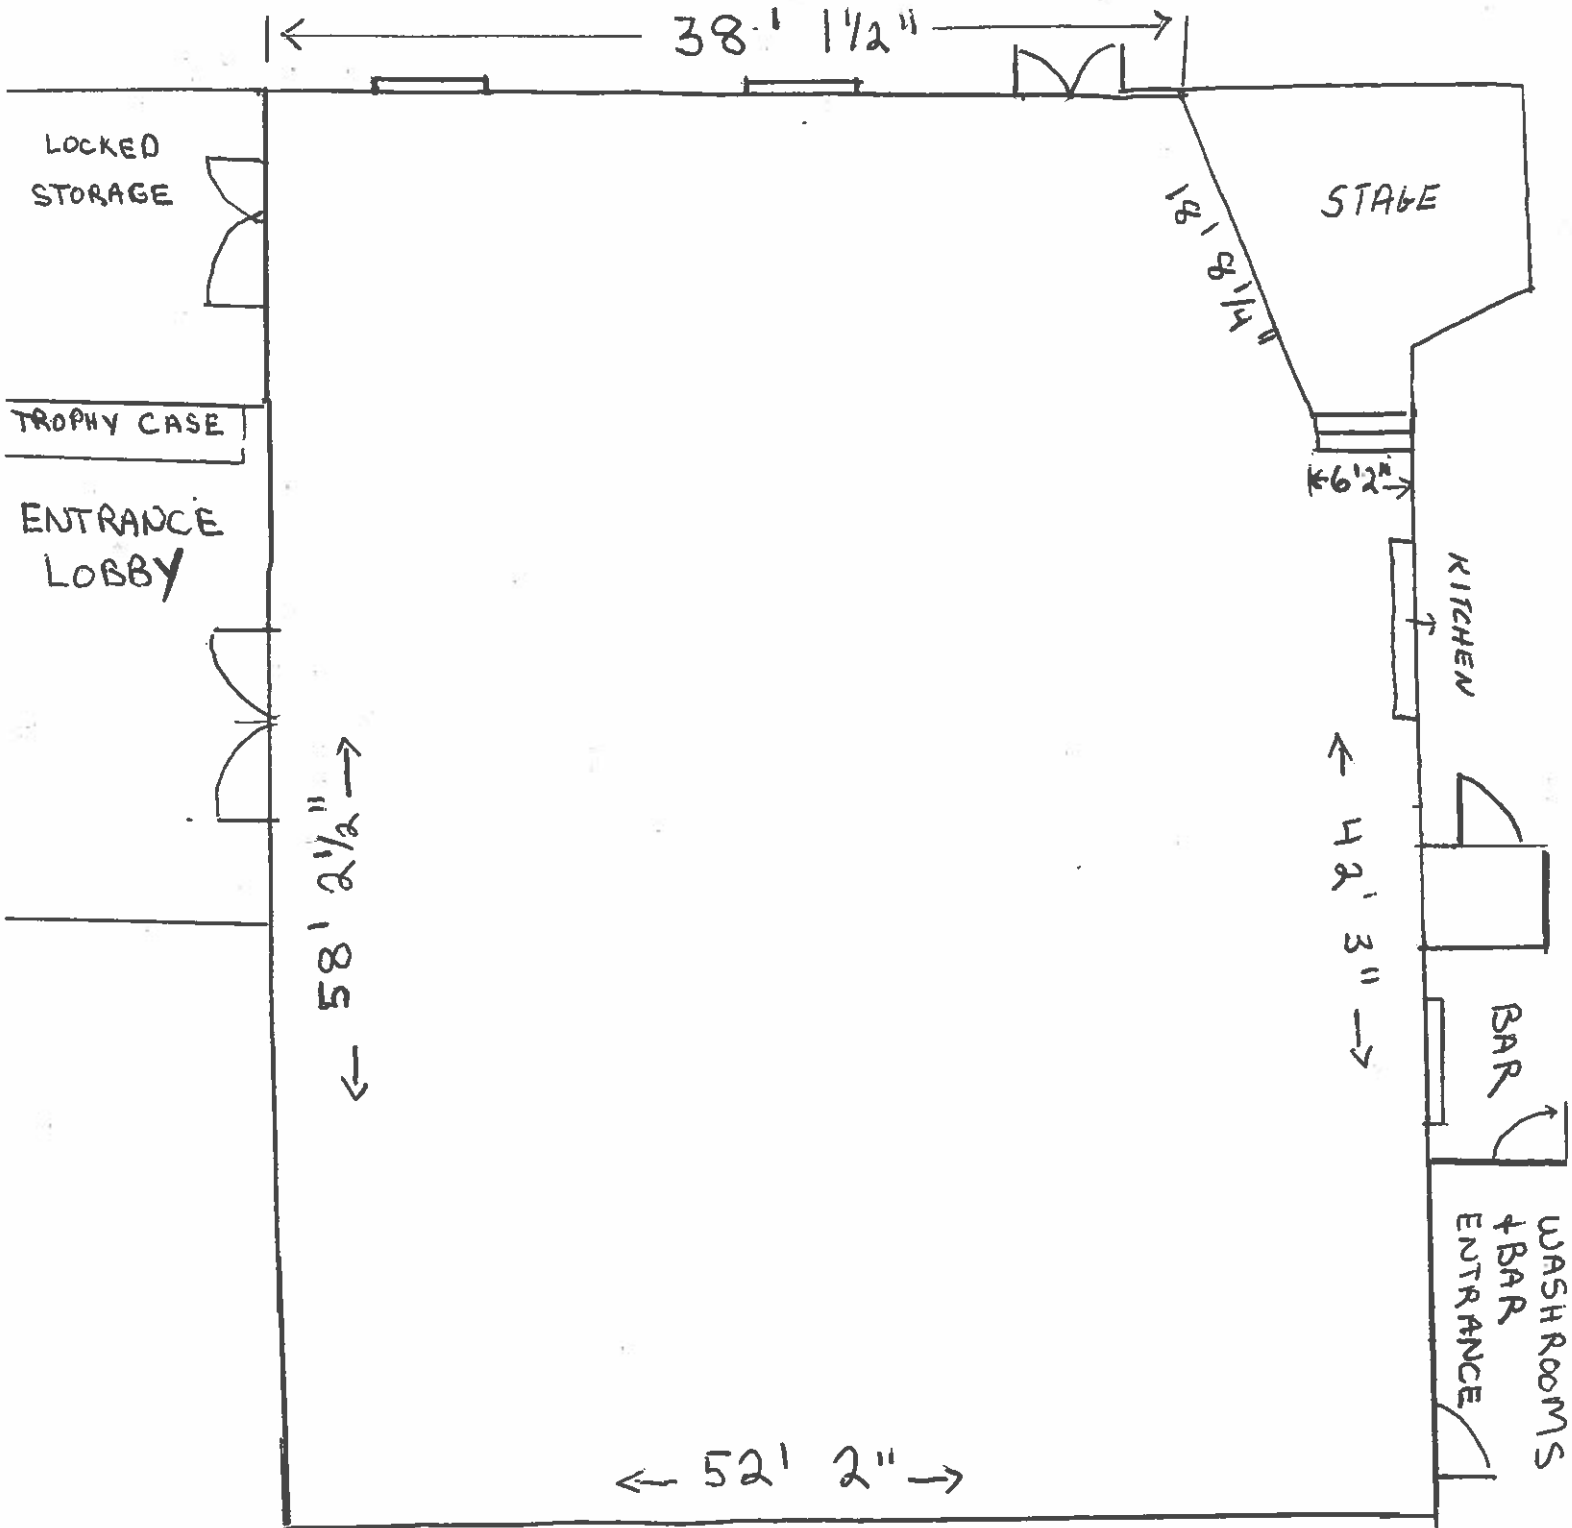 38' 1½"
LOCKED
STORAGE
STAGE
18' 8¼"
TROPHY CASE
6'2"
ENTRANCE
LOBBY
KITCHEN
58' 2½"
42' 3"
BAR
WASHROOMS
+BAR
ENTRANCE
52' 2"